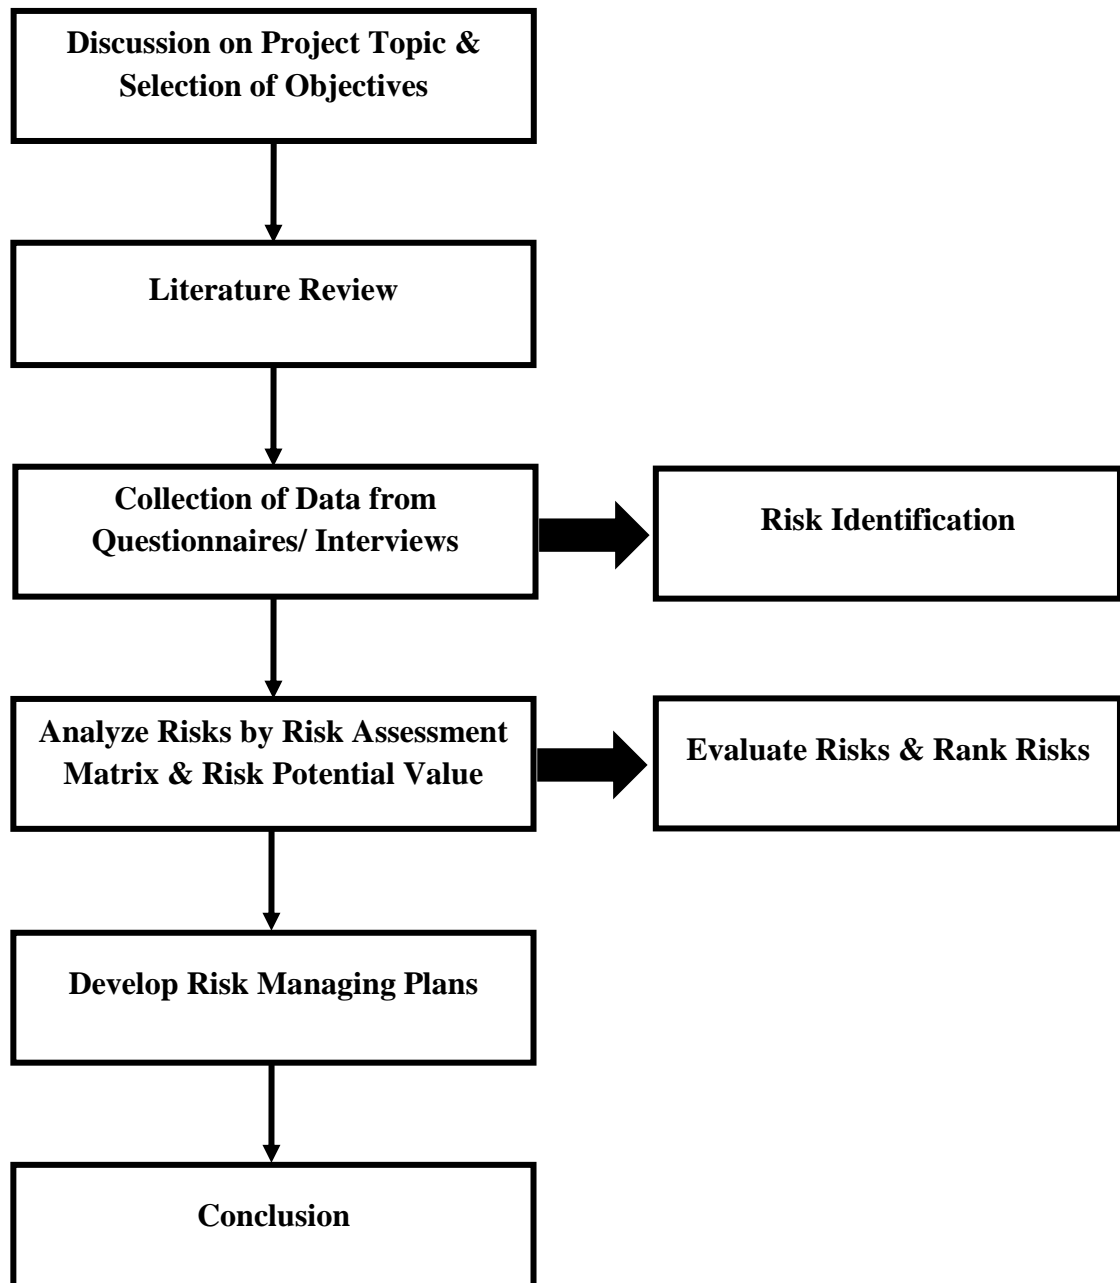 Discussion on Project Topic &
Selection of Objectives
Literature Review
Collection of Data from
Questionnaires/ Interviews
Risk Identification
Analyze Risks by Risk Assessment
Matrix & Risk Potential Value
Evaluate Risks & Rank Risks
Develop Risk Managing Plans
Conclusion